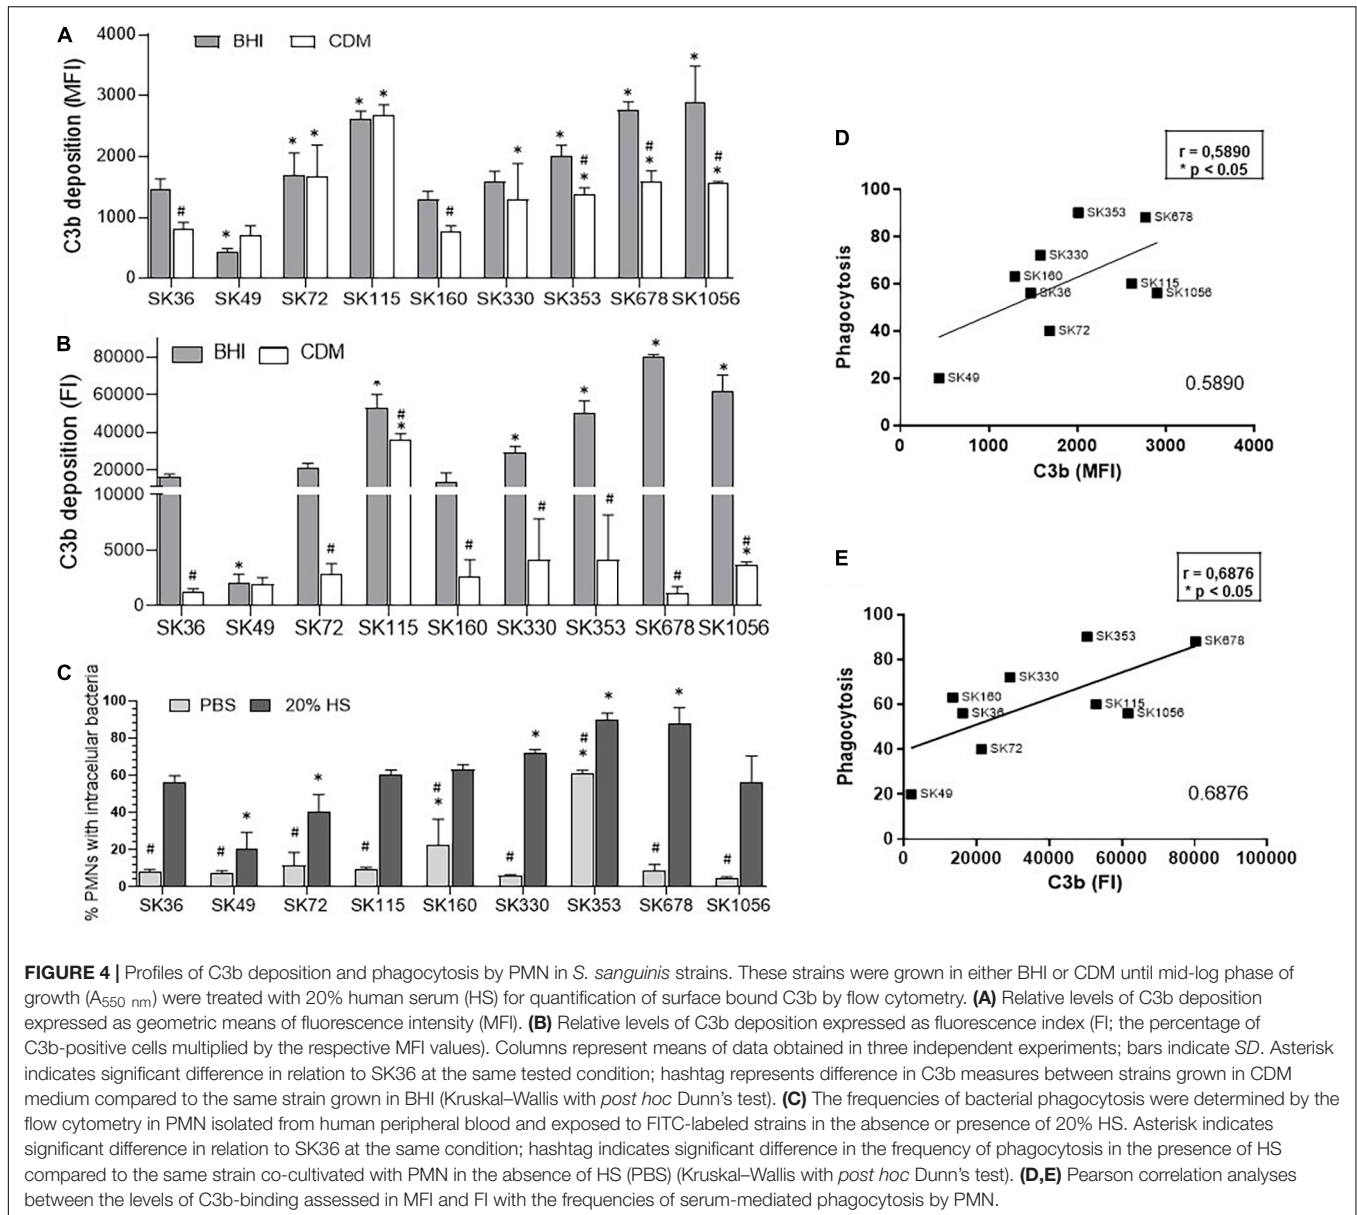 A
BHI CDM
C3b deposition (MFI)
4000
3000
2000
1000
0
* # * * * * * # * * # * * # * * # *
SK36 SK49 SK72 SK115 SK160 SK330 SK353 SK678 SK1056
B
BHI CDM
C3b deposition (FI)
80000
60000
40000
20000
10000
5000
0
SK36 SK49 SK72 SK115 SK160 SK330 SK353 SK678 SK1056
C
PBS 20% HS
% PMNs with intracellular bacteria
100
80
60
40
20
0
SK36 SK49 SK72 SK115 SK160 SK330 SK353 SK678 SK1056
D
r = 0,5890
* p < 0.05
Phagocytosis
100
80
60
40
20
0
SK353
SK678
SK330
SK160
SK115
SK36
SK1056
SK72
SK49
0.5890
0 1000 2000 3000 4000
C3b (MFI)
E
r = 0,6876
* p < 0.05
Phagocytosis
100
80
60
40
20
0
SK353
SK678
SK330
SK160
SK115
SK36
SK1056
SK72
SK49
0.6876
0 20000 40000 60000 80000 100000
C3b (FI)
FIGURE 4 | Profiles of C3b deposition and phagocytosis by PMN in S. sanguinis strains. These strains were grown in either BHI or CDM until mid-log phase of
growth (A550 nm) were treated with 20% human serum (HS) for quantification of surface bound C3b by flow cytometry. (A) Relative levels of C3b deposition
expressed as geometric means of fluorescence intensity (MFI). (B) Relative levels of C3b deposition expressed as fluorescence index (FI; the percentage of
C3b-positive cells multiplied by the respective MFI values). Columns represent means of data obtained in three independent experiments; bars indicate SD. Asterisk
indicates significant difference in relation to SK36 at the same tested condition; hashtag represents difference in C3b measures between strains grown in CDM
medium compared to the same strain grown in BHI (Kruskal–Wallis with post hoc Dunn's test). (C) The frequencies of bacterial phagocytosis were determined by the
flow cytometry in PMN isolated from human peripheral blood and exposed to FITC-labeled strains in the absence or presence of 20% HS. Asterisk indicates
significant difference in relation to SK36 at the same condition; hashtag indicates significant difference in the frequency of phagocytosis in the presence of HS
compared to the same strain co-cultivated with PMN in the absence of HS (PBS) (Kruskal–Wallis with post hoc Dunn's test). (D,E) Pearson correlation analyses
between the levels of C3b-binding assessed in MFI and FI with the frequencies of serum-mediated phagocytosis by PMN.